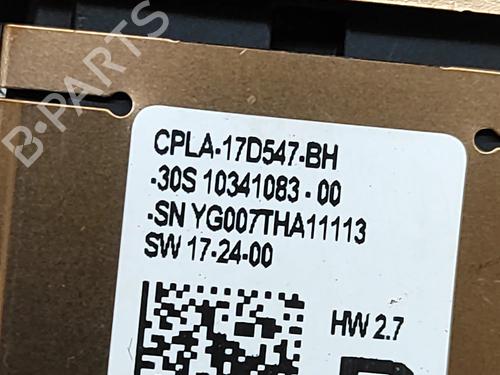 B-PARTS
CPLA-17D547-BH
-30S 10341083-00
-SN YG007THA11113
SW 17-24-00
HW 2.7